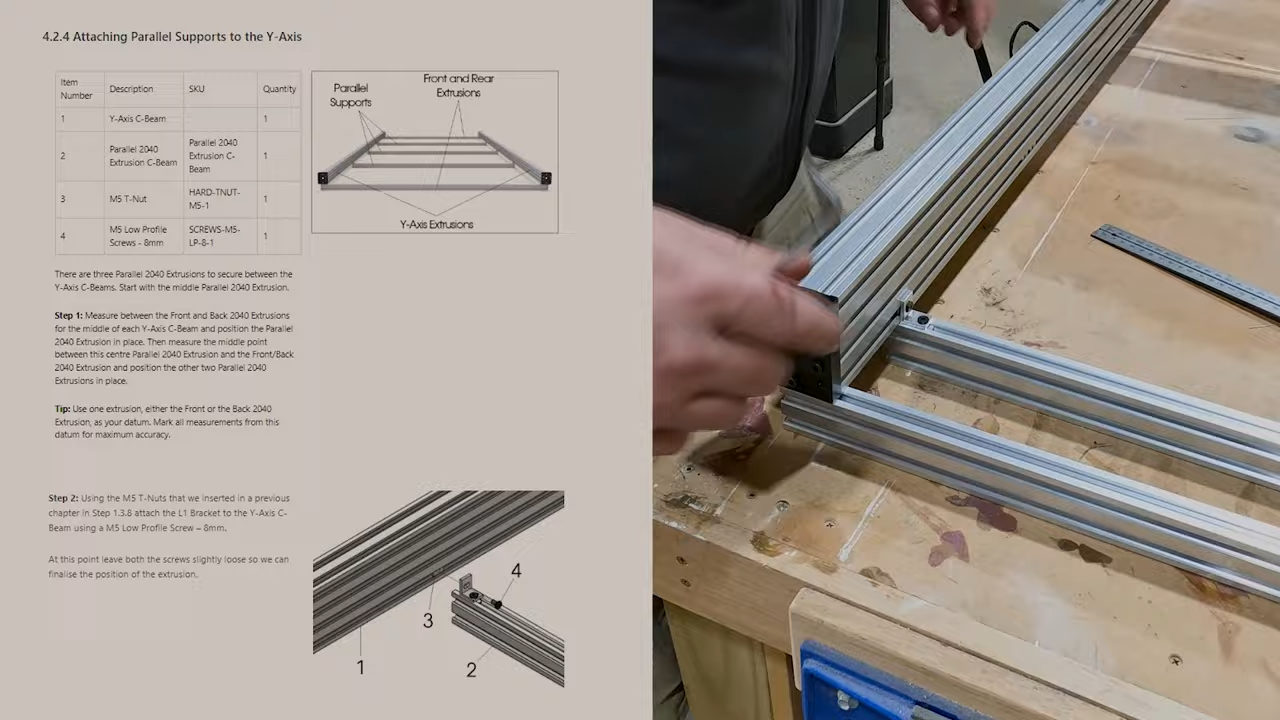 4.2.4 Attaching Parallel Supports to the Y-Axis
Item Number Description SKU Quantity
1 Y-Axis C-Beam 1
2 Parallel 2040 Extrusion C-Beam Parallel 2040 Extrusion C-Beam 1
3 M5 T-Nut HARD-TNUT-M5-1 1
4 M5 Low Profile Screws - 8mm SCREWS-M5-LP-8-1 1
Parallel
Supports
Front and Rear
Extrusions
Y-Axis Extrusions
There are three Parallel 2040 Extrusions to secure between the
Y-Axis C-Beams. Start with the middle Parallel 2040 Extrusion.
Step 1: Measure between the Front and Back 2040 Extrusions
for the middle of each Y-Axis C-Beam and position the Parallel
2040 Extrusion in place. Then measure the middle point
between this centre Parallel 2040 Extrusion and the Front/Back
2040 Extrusion and position the other two Parallel 2040
Extrusions in place.
Tip: Use one extrusion, either the Front or the Back 2040
Extrusion, as your datum. Mark all measurements from this
datum for maximum accuracy.
Step 2: Using the M5 T-Nuts that we inserted in a previous
chapter in Step 1.3.8 attach the L1 Bracket to the Y-Axis C-
Beam using a M5 Low Profile Screw – 8mm.
At this point leave both the screws slightly loose so we can
finalise the position of the extrusion.
4
3
1
2